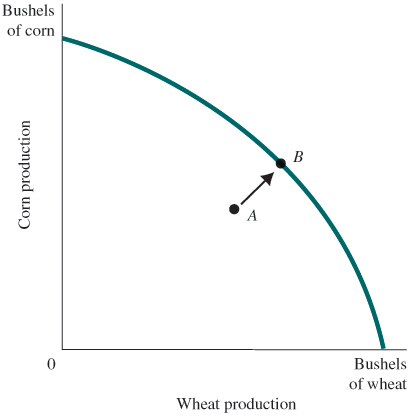 Bushels
of corn
Corn production
B
A
0
Bushels
of wheat
Wheat production